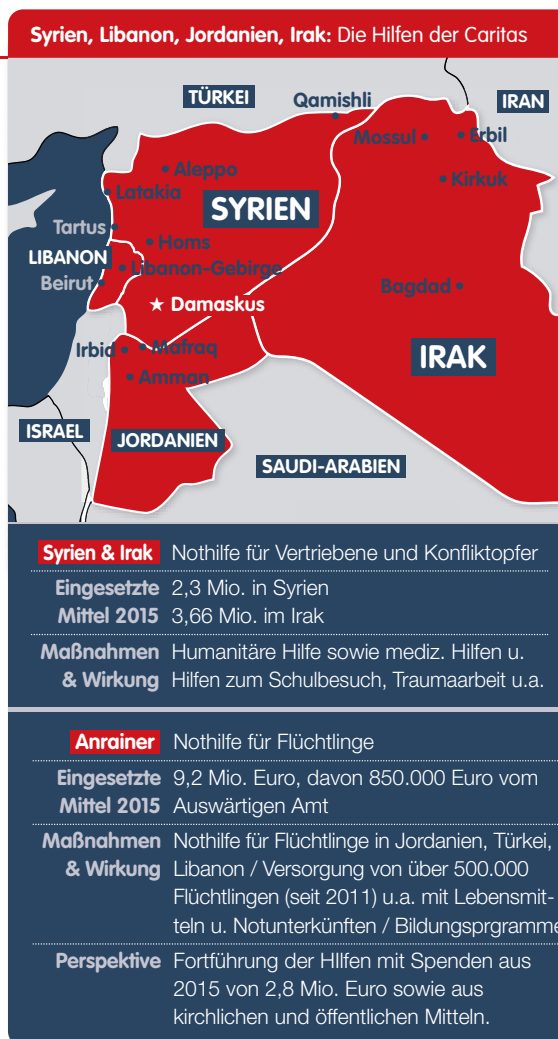 Syrien, Libanon, Jordanien, Irak: Die Hilfen der Caritas
TÜRKEI
Qamishli
IRAN
Mossul
Erbil
Aleppo
Kirkuk
Latakia
SYRIEN
Tartus
Homs
LIBANON
Libanon-Gebirge
Beirut
Bagdad
Damaskus
Irbid
Mafraq
IRAK
Amman
ISRAEL
JORDANIEN
SAUDI-ARABIEN
Syrien & Irak Nothilfe für Vertriebene und Konfliktopfer
Eingesetzte 2,3 Mio. in Syrien
Mittel 2015 3,66 Mio. im Irak
Maßnahmen Humanitäre Hilfe sowie mediz. Hilfen u.
& Wirkung Hilfen zum Schulbesuch, Traumaarbeit u.a.
Anrainer Nothilfe für Flüchtlinge
Eingesetzte 9,2 Mio. Euro, davon 850.000 Euro vom
Mittel 2015 Auswärtigen Amt
Maßnahmen Nothilfe für Flüchtlinge in Jordanien, Türkei,
& Wirkung Libanon / Versorgung von über 500.000
Flüchtlingen (seit 2011) u.a. mit Lebensmit-
teln u. Notunterkünften / Bildungsprgramme
Perspektive Fortführung der HIlfen mit Spenden aus
2015 von 2,8 Mio. Euro sowie aus
kirchlichen und öffentlichen Mitteln.